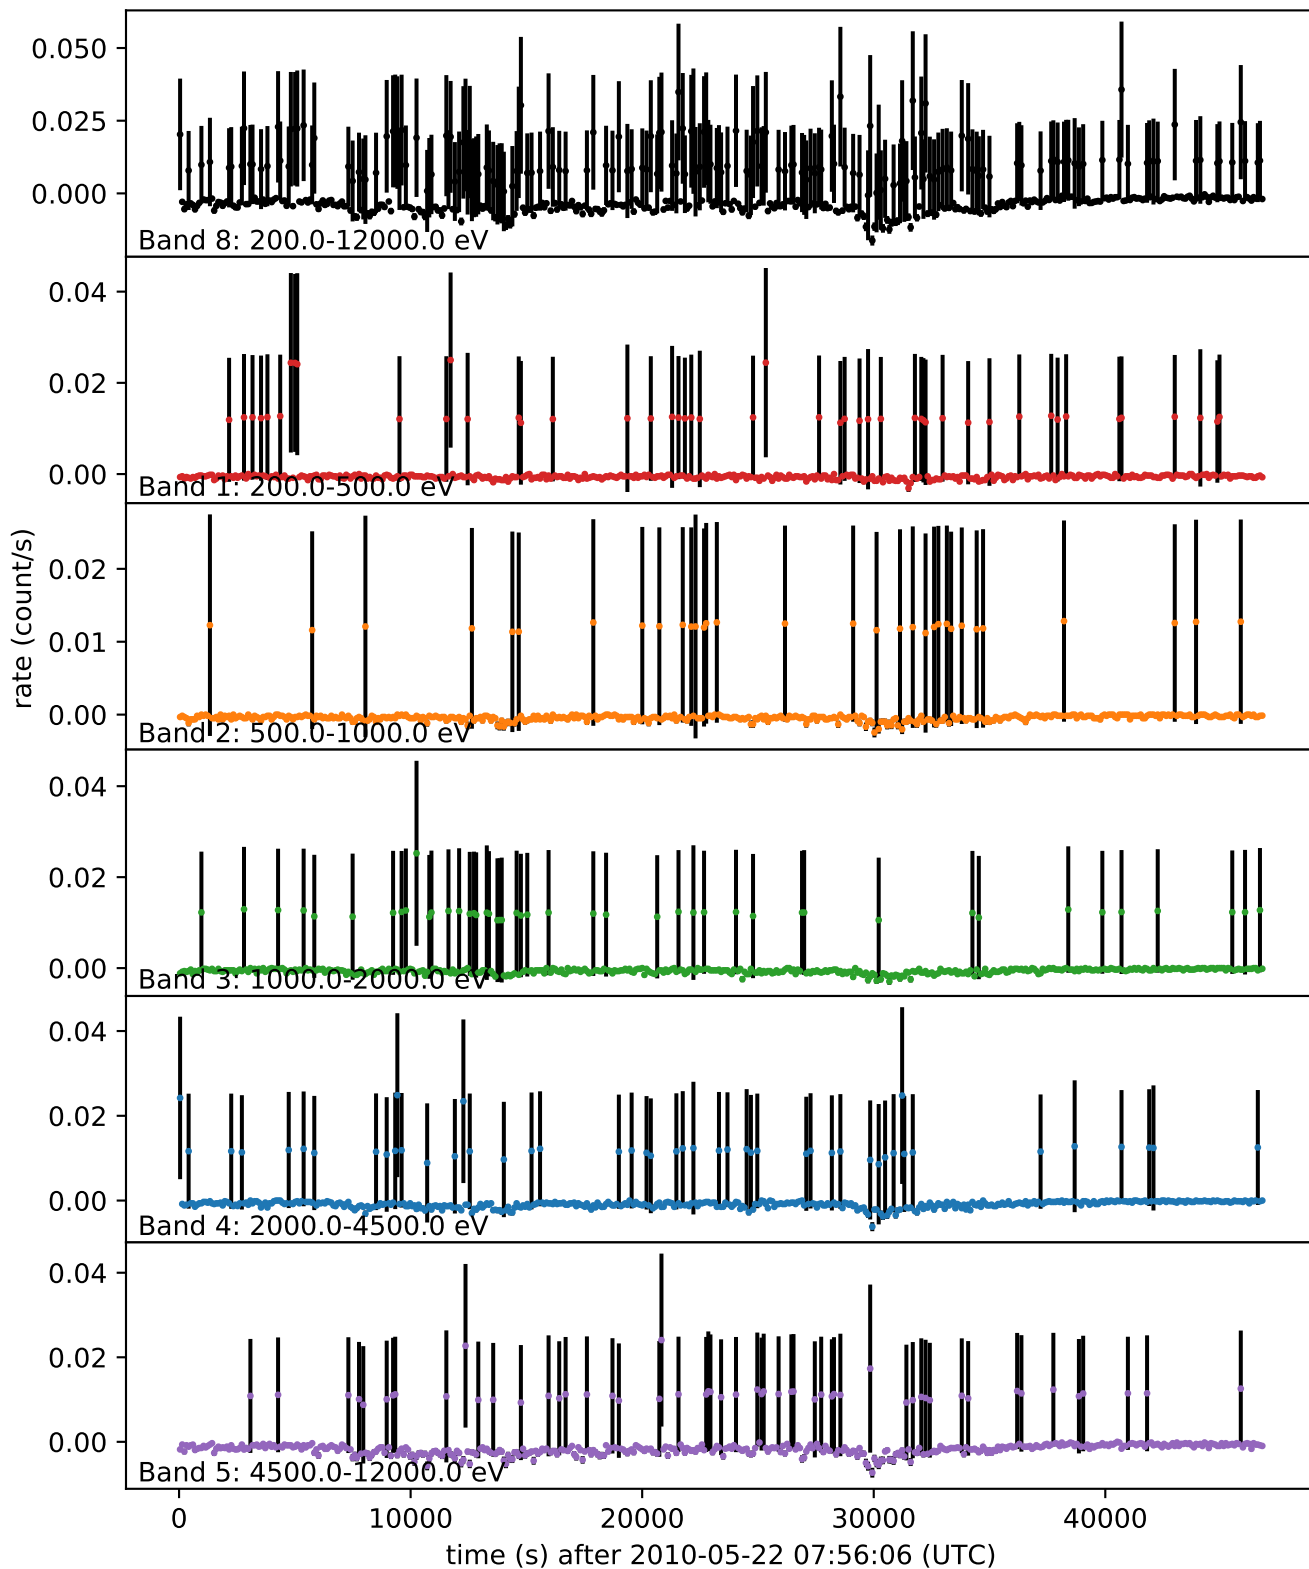 0.050
0.025
0.000
Band 8: 200.0-12000.0 eV
0.04
0.02
0.00
Band 1: 200.0-500.0 eV
rate (count/s)
0.02
0.01
0.00
Band 2: 500.0-1000.0 eV
0.04
0.02
0.00
Band 3: 1000.0-2000.0 eV
0.04
0.02
0.00
Band 4: 2000.0-4500.0 eV
0.04
0.02
0.00
Band 5: 4500.0-12000.0 eV
0 10000 20000 30000 40000
time (s) after 2010-05-22 07:56:06 (UTC)